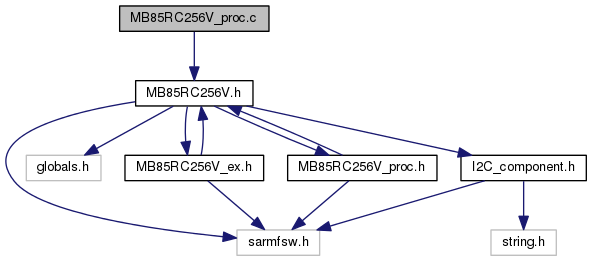 MB85RC256V_proc.c
MB85RC256V.h
globals.h
MB85RC256V_ex.h
MB85RC256V_proc.h
I2C_component.h
sarmfsw.h
string.h